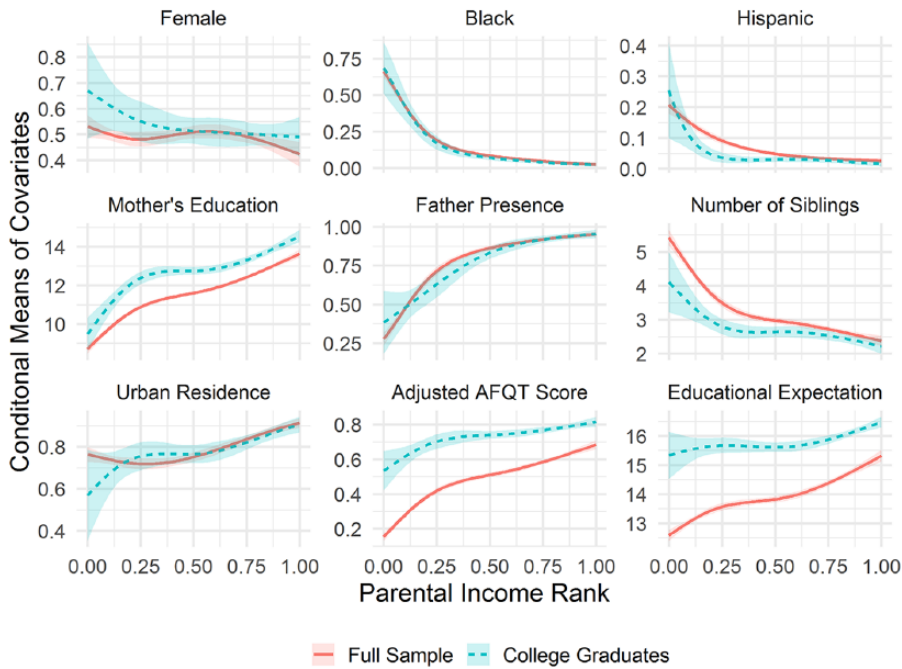 Female
Black
Hispanic
0.8
0.7
0.6
0.5
0.4
0.75
0.50
0.25
0.00
0.4
0.3
0.2
0.1
0.0
Conditonal Means of Covariates
Mother's Education
Father Presence
Number of Siblings
14
12
10
1.00
0.75
0.50
0.25
5
4
3
2
Urban Residence
Adjusted AFQT Score
Educational Expectation
0.8
0.6
0.4
0.8
0.6
0.4
0.2
16
15
14
13
0.00 0.25 0.50 0.75 1.00
0.00 0.25 0.50 0.75 1.00
0.00 0.25 0.50 0.75 1.00
Parental Income Rank
Full Sample College Graduates